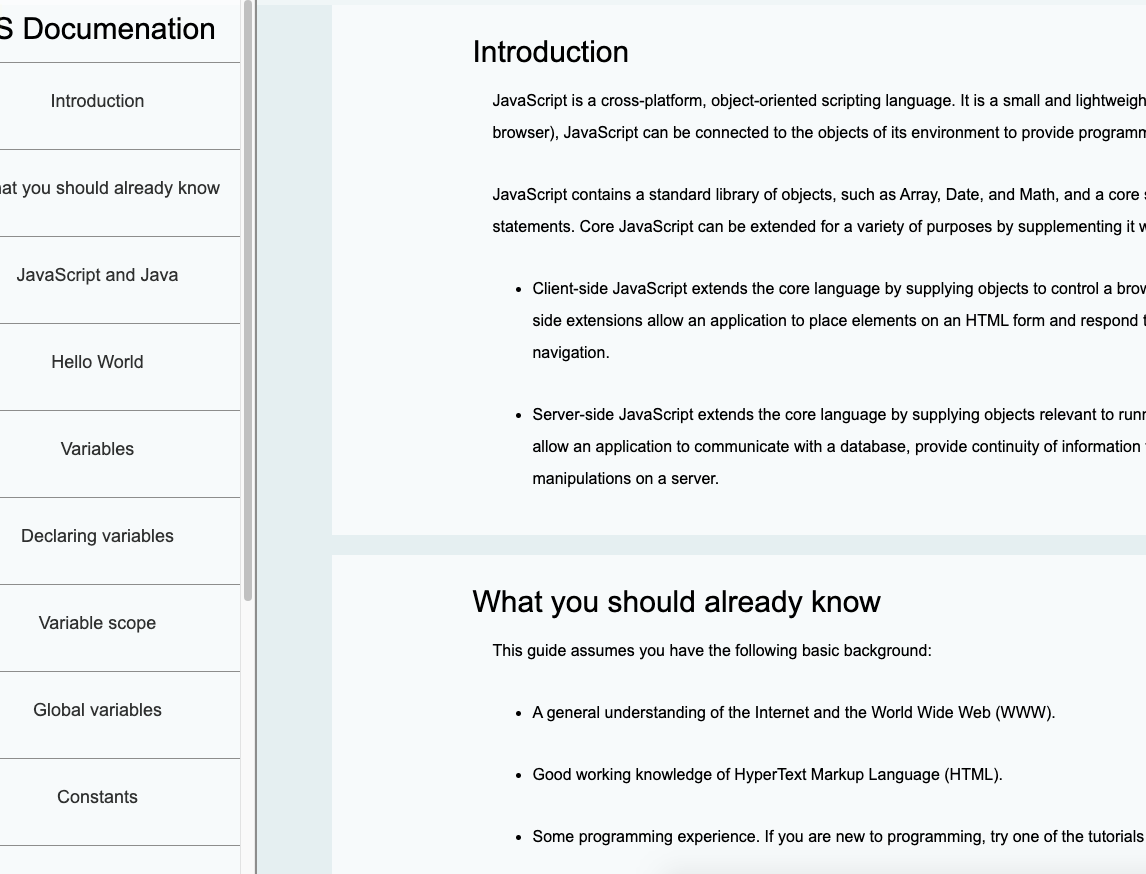 S Documenation
Introduction
at you should already know
JavaScript and Java
Hello World
Variables
Declaring variables
Variable scope
Global variables
Constants
Introduction
JavaScript is a cross-platform, object-oriented scripting language. It is a small and lightweigh
browser), JavaScript can be connected to the objects of its environment to provide programm
JavaScript contains a standard library of objects, such as Array, Date, and Math, and a core
statements. Core JavaScript can be extended for a variety of purposes by supplementing it
Client-side JavaScript extends the core language by supplying objects to control a brow
side extensions allow an application to place elements on an HTML form and respond
navigation.
Server-side JavaScript extends the core language by supplying objects relevant to runn
allow an application to communicate with a database, provide continuity of information
manipulations on a server.
What you should already know
This guide assumes you have the following basic background:
A general understanding of the Internet and the World Wide Web (WWW).
Good working knowledge of HyperText Markup Language (HTML).
Some programming experience. If you are new to programming, try one of the tutorials